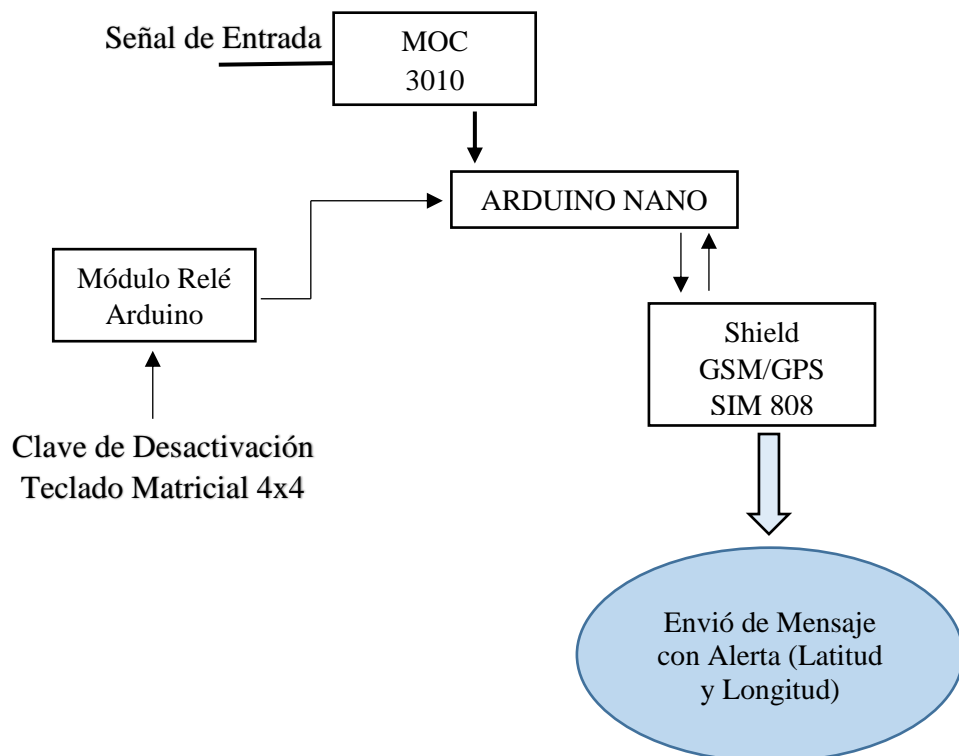 Señal de Entrada
MOC
3010
ARDUINO NANO
Módulo Relé
Arduino
Shield
GSM/GPS
SIM 808
Clave de Desactivación
Teclado Matricial 4x4
Envió de Mensaje
con Alerta (Latitud
y Longitud)